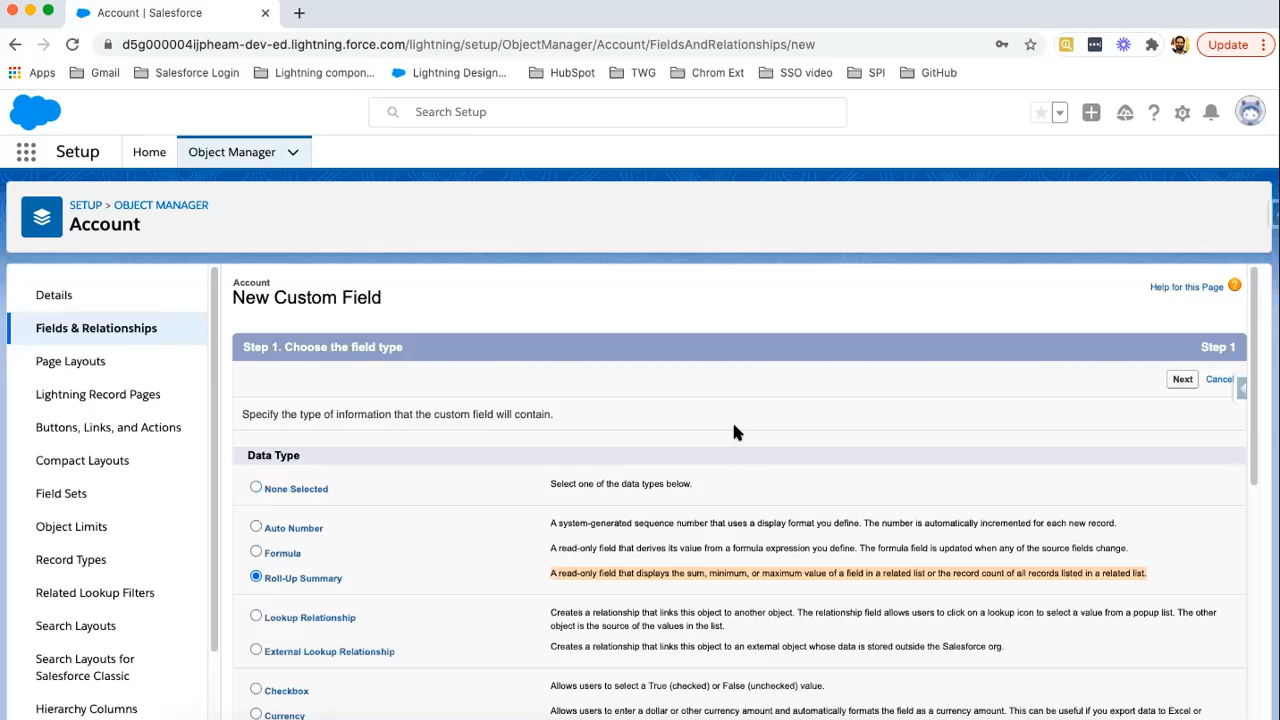 Account | Salesforce
d5g000004ijpheam-dev-ed.lightning.force.com/lightning/setup/ObjectManager/Account/FieldsAndRelationships/new
Update
Apps Gmail Salesforce Login Lightning compon... Lightning Design... HubSpot TWG Chrom Ext SSO video SPI GitHub
Search Setup
Setup Home Object Manager
SETUP > OBJECT MANAGER
Account
Details
Fields & Relationships
Page Layouts
Lightning Record Pages
Buttons, Links, and Actions
Compact Layouts
Field Sets
Object Limits
Record Types
Related Lookup Filters
Search Layouts
Search Layouts for
Salesforce Classic
Hierarchy Columns
Account
New Custom Field
Help for this Page ?
Step 1. Choose the field type Step 1
Next Cancel
Specify the type of information that the custom field will contain.
Data Type
None Selected Select one of the data types below.
Auto Number A system-generated sequence number that uses a display format you define. The number is automatically incremented for each new record.
Formula A read-only field that derives its value from a formula expression you define. The formula field is updated when any of the source fields change.
Roll-Up Summary A read-only field that displays the sum, minimum, or maximum value of a field in a related list or the record count of all records listed in a related list.
Lookup Relationship Creates a relationship that links this object to another object. The relationship field allows users to click on a lookup icon to select a value from a popup list. The other
object is the source of the values in the list.
External Lookup Relationship Creates a relationship that links this object to an external object whose data is stored outside the Salesforce org.
Checkbox Allows users to select a True (checked) or False (unchecked) value.
Currency Allows users to enter a dollar or other currency amount and automatically formats the field as a currency amount. This can be useful if you export data to Excel or